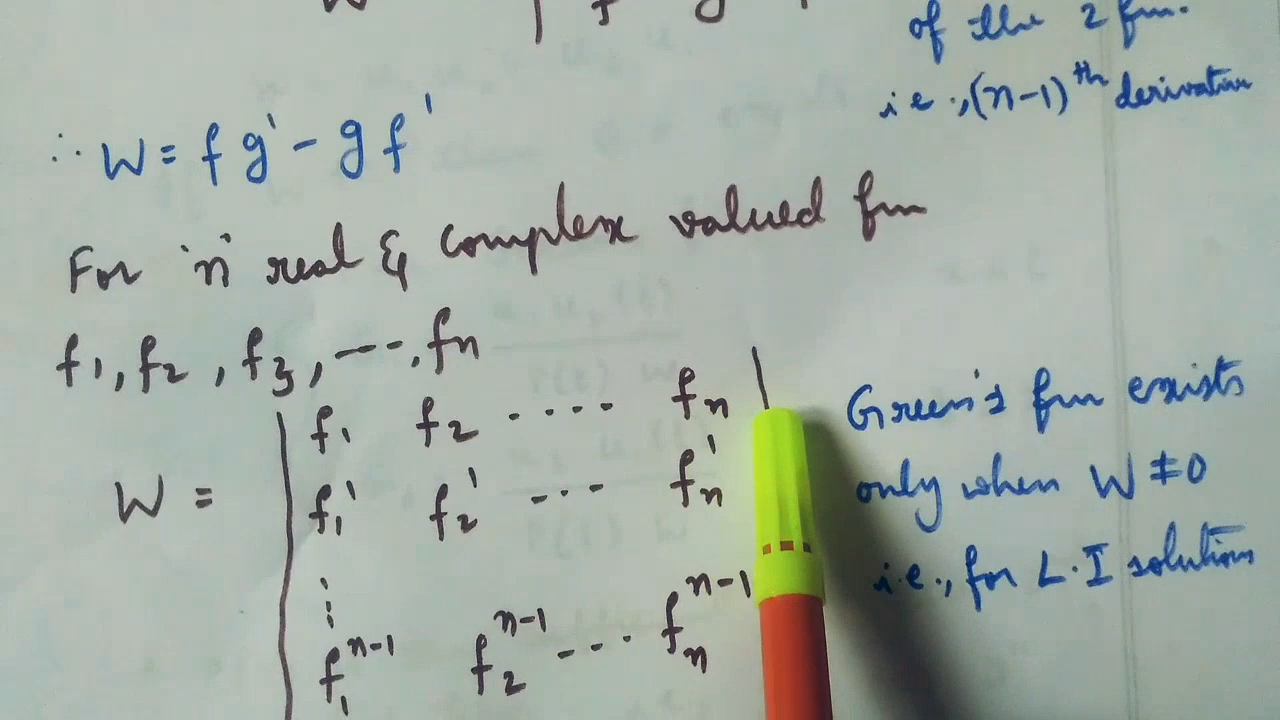 of the 2 fun.
i.e., (n-1)th derivative
∴ W = f g' - g f'
For 'n' real & complex valued fun
f1, f2, f3, ---, fn
W = | f1 f2 .... fn |
f1' f2' --- fn'
⋮
f1^n-1 f2^n-1 --- fn^n-1
Green's fun exists
only when W ≠ 0
i.e., for L.I solutions